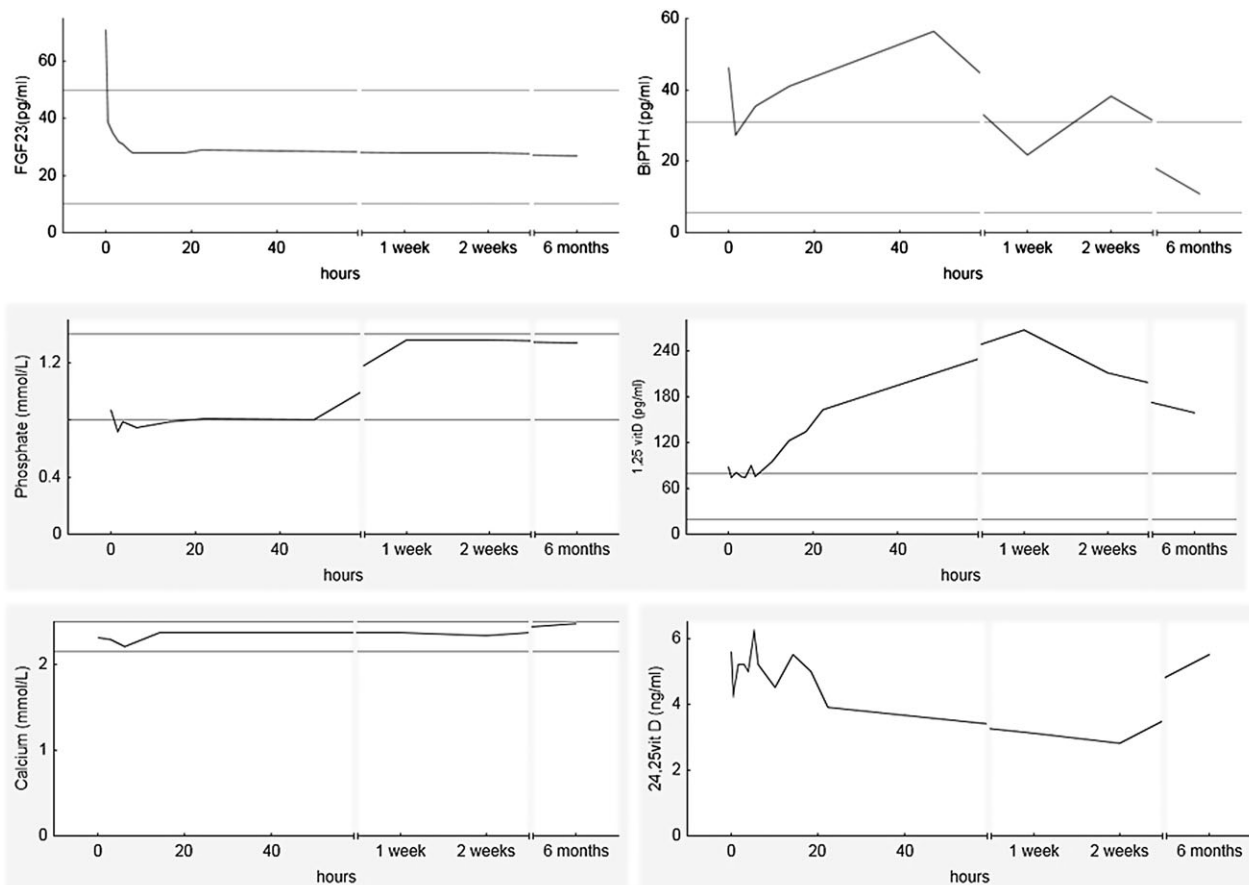 FGF23(pg/ml)
60
40
20
0
0 20 40 1 week 2 weeks 6 months
hours
BiPTH (pg/ml)
60
40
20
0
0 20 40 1 week 2 weeks 6 months
hours
Phosphate (mmol/L)
1.2
0.4
0
0 20 40 1 week 2 weeks 6 months
hours
1,25 vitD (pg/ml)
240
180
120
60
0
0 20 40 1 week 2 weeks 6 months
hours
Calcium (mmol/L)
2
1
0
0 20 40 1 week 2 weeks 6 months
hours
24,25vit D (ng/ml)
6
4
2
0
0 20 40 1 week 2 weeks 6 months
hours